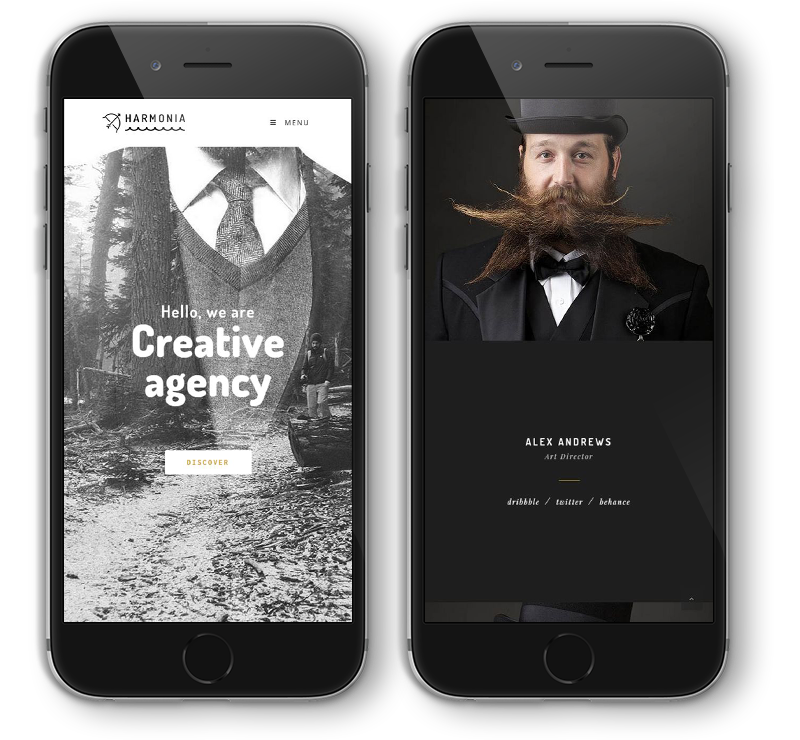 HARMONIA
≡ MENU
Hello, we are
Creative
agency
DISCOVER
ALEX ANDREWS
Art Director
dribbble / twitter / behance